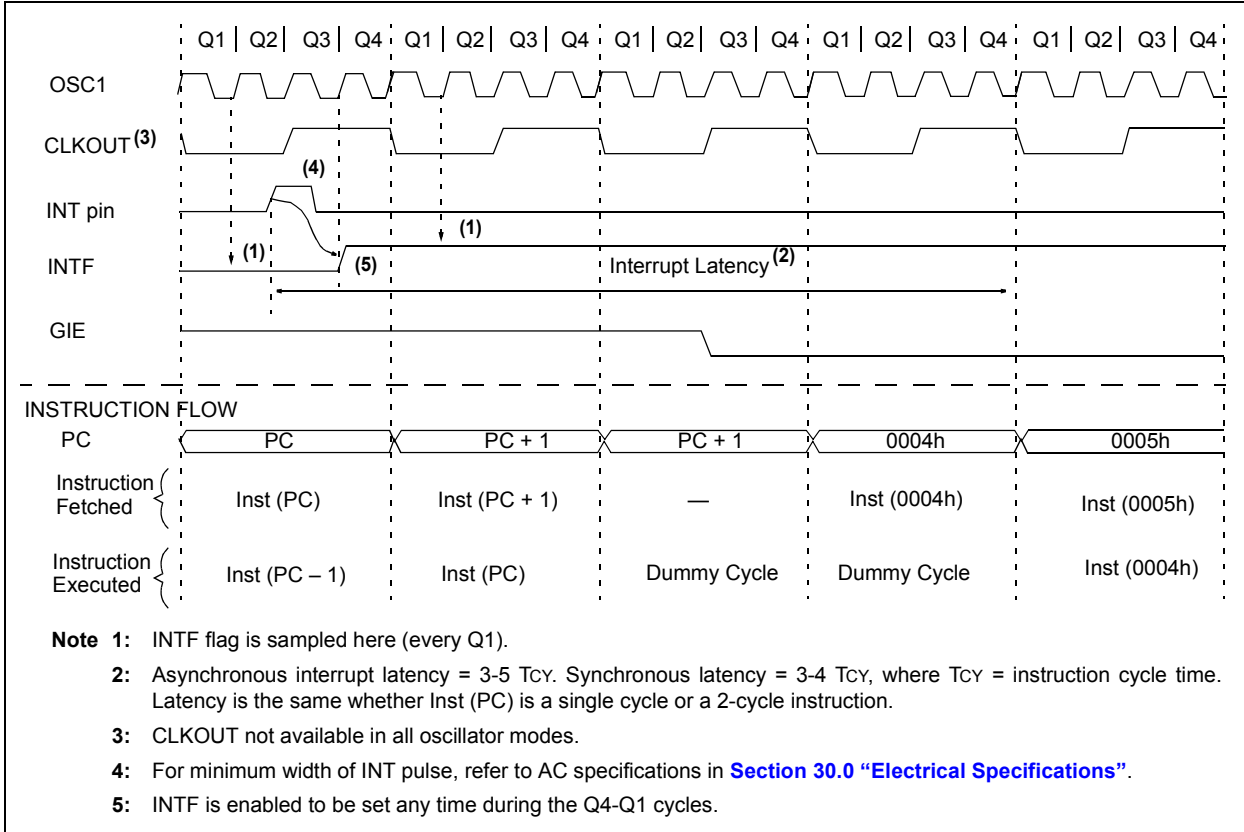 Q1 Q2 Q3 Q4 Q1 Q2 Q3 Q4 Q1 Q2 Q3 Q4 Q1 Q2 Q3 Q4 Q1 Q2 Q3 Q4
OSC1
CLKOUT(3)
(4)
INT pin
(1)
(1)
INTF
(5)
Interrupt Latency(2)
GIE
INSTRUCTION FLOW
PC PC PC + 1 PC + 1 0004h 0005h
Instruction Fetched Inst (PC) Inst (PC + 1) — Inst (0004h) Inst (0005h)
Instruction Executed Inst (PC – 1) Inst (PC) Dummy Cycle Dummy Cycle Inst (0004h)
Note 1: INTF flag is sampled here (every Q1).
2: Asynchronous interrupt latency = 3-5 TCY. Synchronous latency = 3-4 TCY, where TCY = instruction cycle time.
Latency is the same whether Inst (PC) is a single cycle or a 2-cycle instruction.
3: CLKOUT not available in all oscillator modes.
4: For minimum width of INT pulse, refer to AC specifications in Section 30.0 “Electrical Specifications”.
5: INTF is enabled to be set any time during the Q4-Q1 cycles.